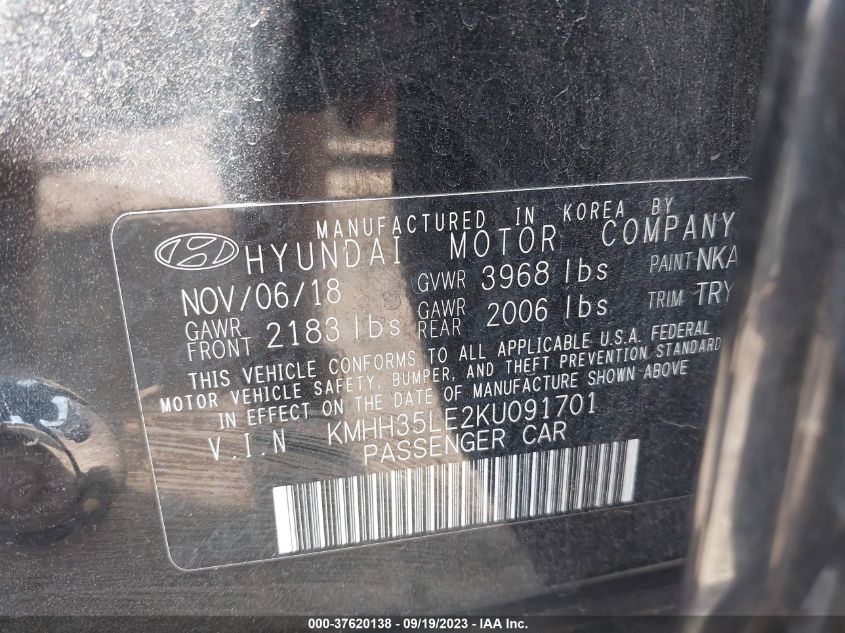 MANUFACTURED IN KOREA BY
HYUNDAI MOTOR COMPANY
NOV/06/18 GVWR 3968 lbs PAINT NKA
GAWR FRONT 2183 lbs GAWR REAR 2006 lbs TRIM TRY
THIS VEHICLE CONFORMS TO ALL APPLICABLE U.S.A. FEDERAL
MOTOR VEHICLE SAFETY, BUMPER, AND THEFT PREVENTION STANDARD
IN EFFECT ON THE DATE OF MANUFACTURE SHOWN ABOVE
V.I.N KMHH35LE2KU091701
PASSENGER CAR
000-37620138 - 09/19/2023 - IAA Inc.